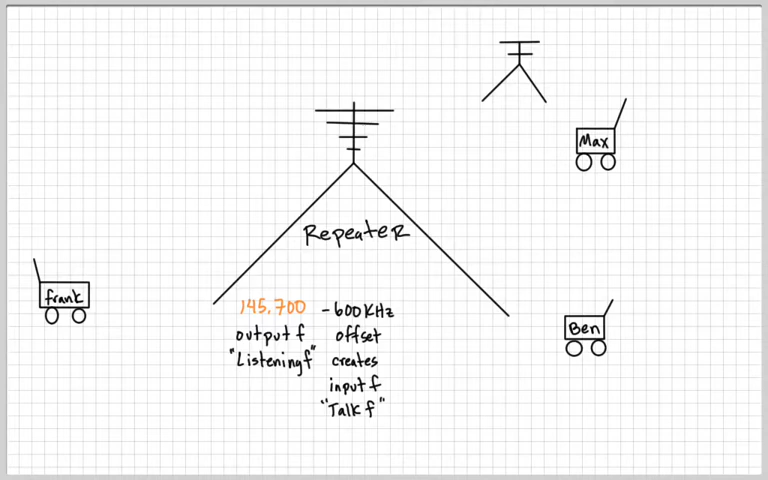 Max
Repeater
frank
145.700 -600KHz
output f offset
"Listening f" creates
input f
"Talk f"
Ben